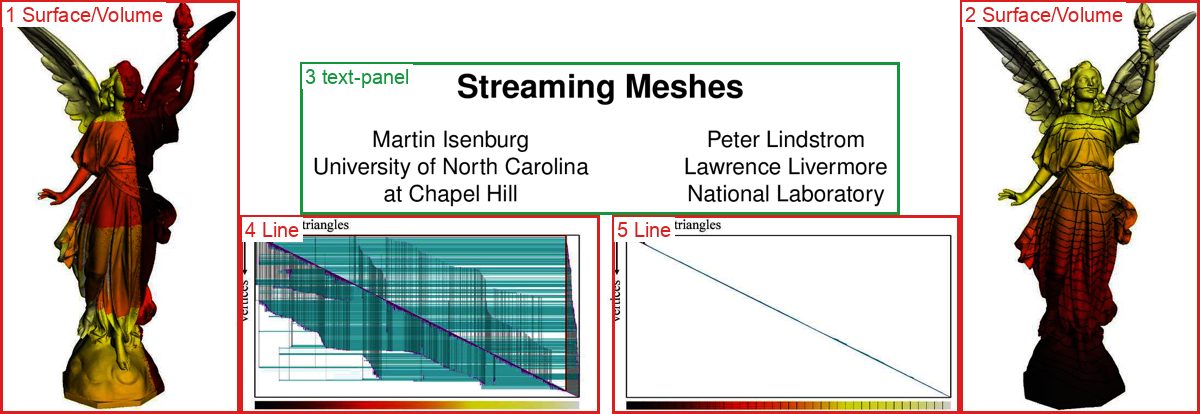 1 Surface/Volume
2 Surface/Volume
3 text-panel
Streaming Meshes
Martin Isenburg
University of North Carolina
at Chapel Hill
Peter Lindstrom
Lawrence Livermore
National Laboratory
4 Line
triangles
vertices
5 Line
triangles
vertices